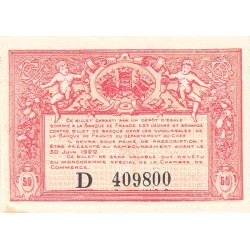 CE BILLET GARANTI PAR UN DÉPÔT D'ÉGALE
SOMME A LA BANQUE DE FRANCE EST REÇU ET ÉCHANGÉ
CONTRE BILLET DE BANQUE DANS LES SUCCURSALES DE
LA BANQUE DE FRANCE DU DÉPARTEMENT DU CHER
IL DEVRA SOUS PEINE DE PRESCRIPTION
ÊTRE PRÉSENTÉ AU REMBOURSEMENT AVANT LE
30 JUIN 1922
CE BILLET NE SERA VALABLE QUE REVÊTU
DU MONOGRAMME SPÉCIAL DE LA CHAMBRE DE
COMMERCE.
50 50
D 409800